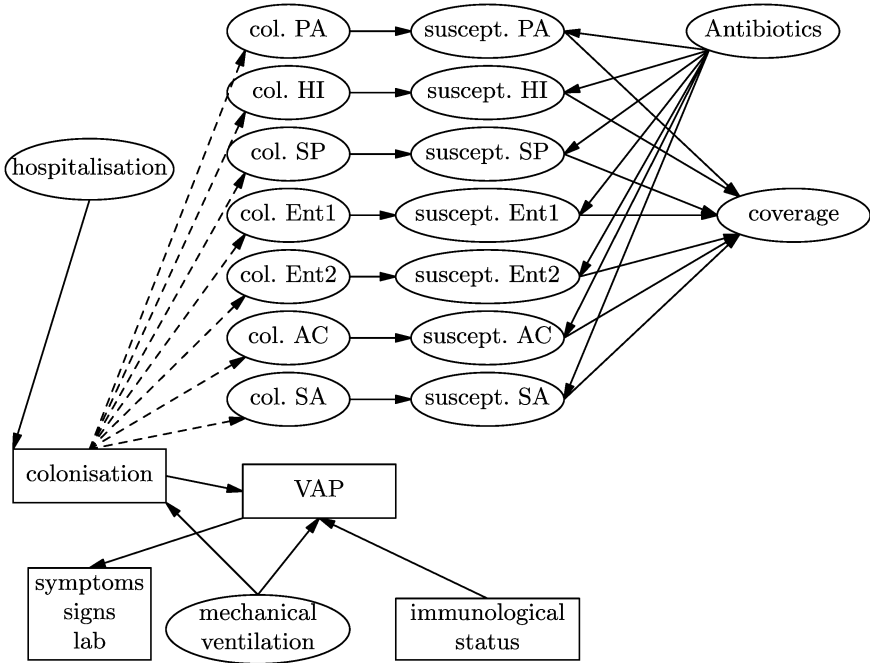 col. PA
suscept. PA
Antibiotics
col. HI
suscept. HI
col. SP
suscept. SP
hospitalisation
col. Ent1
suscept. Ent1
coverage
col. Ent2
suscept. Ent2
col. AC
suscept. AC
col. SA
suscept. SA
colonisation
VAP
symptoms
signs
lab
mechanical
ventilation
immunological
status